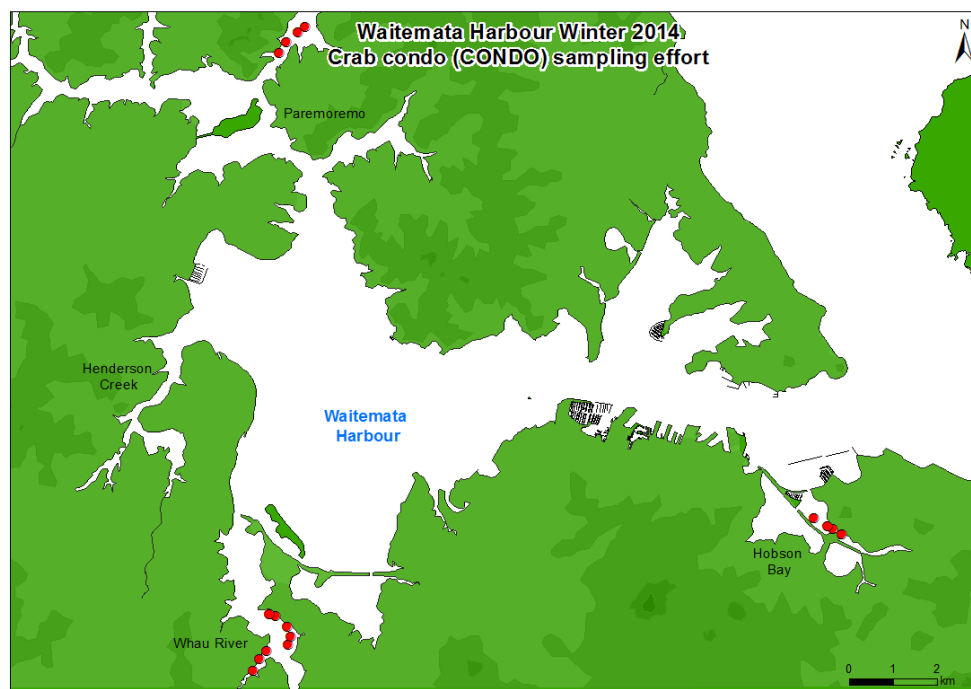 Waitemata Harbour Winter 2014
Crab condo (CONDO) sampling effort
N
Paremoremo
Henderson
Creek
Waitemata
Harbour
Hobson
Bay
Whau River
0 1 2
km